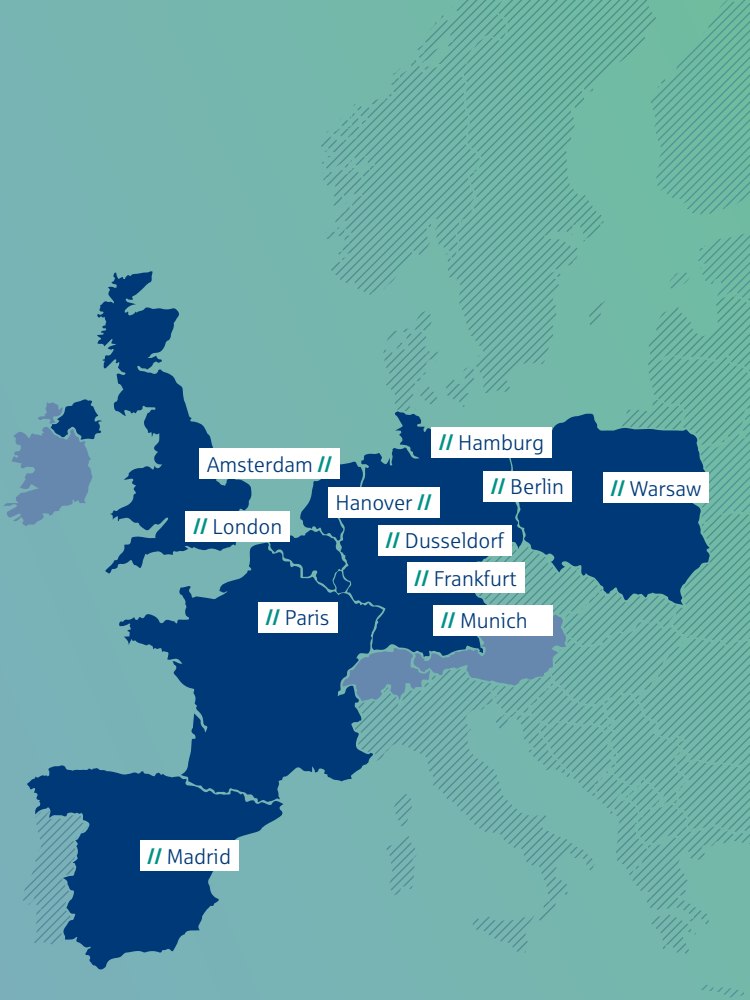 // Hamburg
Amsterdam //
// Berlin
// Warsaw
Hanover //
// London
// Dusseldorf
// Frankfurt
// Paris
// Munich
// Madrid